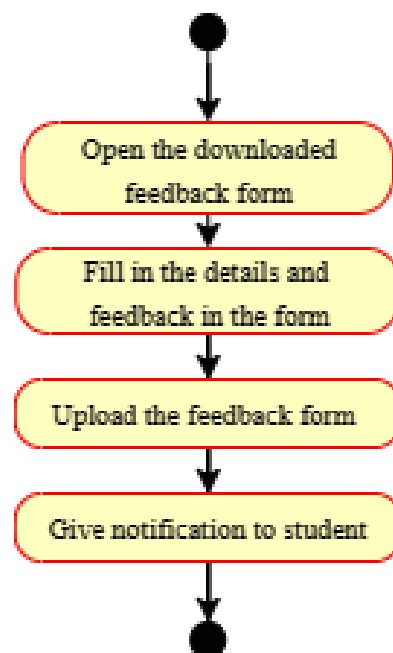 Open the downloaded
feedback form
Fill in the details and
feedback in the form
Upload the feedback form
Give notification to student